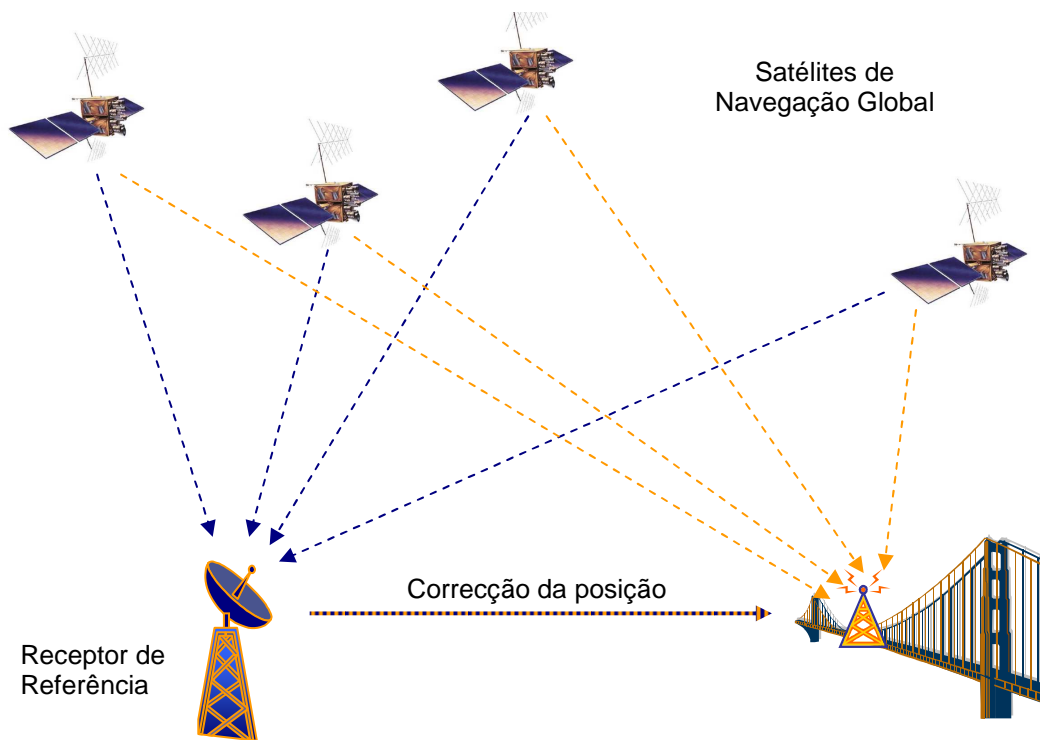 Satélites de
Navegação Global
Correcção da posição
Receptor de
Referência